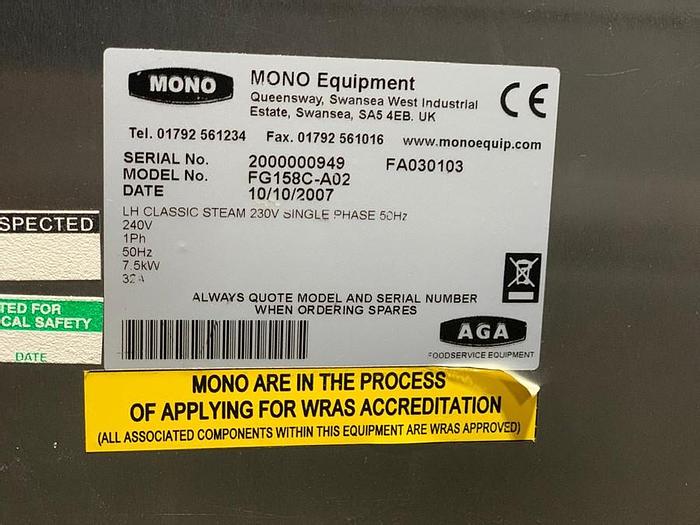 MONO
MONO Equipment
Queensway, Swansea West Industrial
Estate, Swansea, SA5 4EB. UK
CE
Tel. 01792 561234 Fax. 01792 561016 www.monoequip.com
SERIAL No. 2000000949 FA030103
MODEL No. FG158C-A02
DATE 10/10/2007
LH CLASSIC STEAM 230V SINGLE PHASE 50Hz
240V
1Ph
50Hz
7.5kW
32A
ALWAYS QUOTE MODEL AND SERIAL NUMBER
WHEN ORDERING SPARES
AGA
FOODSERVICE EQUIPMENT
SPECTED
TED FOR
CAL SAFETY
DATE
MONO ARE IN THE PROCESS
OF APPLYING FOR WRAS ACCREDITATION
(ALL ASSOCIATED COMPONENTS WITHIN THIS EQUIPMENT ARE WRAS APPROVED)